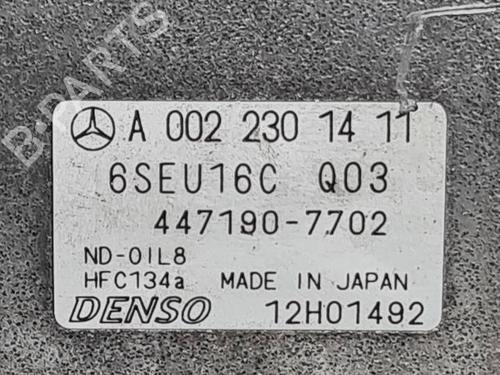 B-PARTS
A 002 230 14 11
6SEU16C Q03
447190-7702
ND-OIL8
HFC134a MADE IN JAPAN
DENSO 12H01492